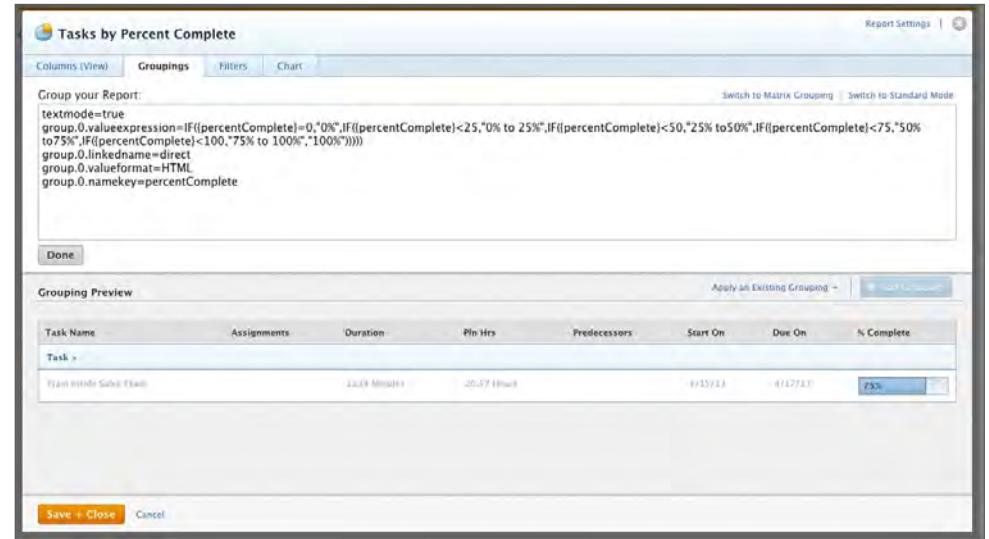 Tasks by Percent Complete
Report Settings |
Columns (View) Groupings Filters Chart
Group your Report:
Switch to Matrix Grouping | Switch to Standard Mode
textmode=true
group.0.valueexpression=IF({percentComplete}=0,"0%",IF({percentComplete}<25,"0% to 25%",IF({percentComplete}<50,"25% to50%",IF({percentComplete}<75,"50%
to75%",IF({percentComplete}<100,"75% to 100%","100%")))))
group.0.linkedname=direct
group.0.valueformat=HTML
group.0.namekey=percentComplete
Done
Grouping Preview
Apply an Existing Grouping
Task Name Assignments Duration Pln Hrs Predecessors Start On Due On % Complete
Task
Train Inside Sales Team 75%
Save + Close Cancel